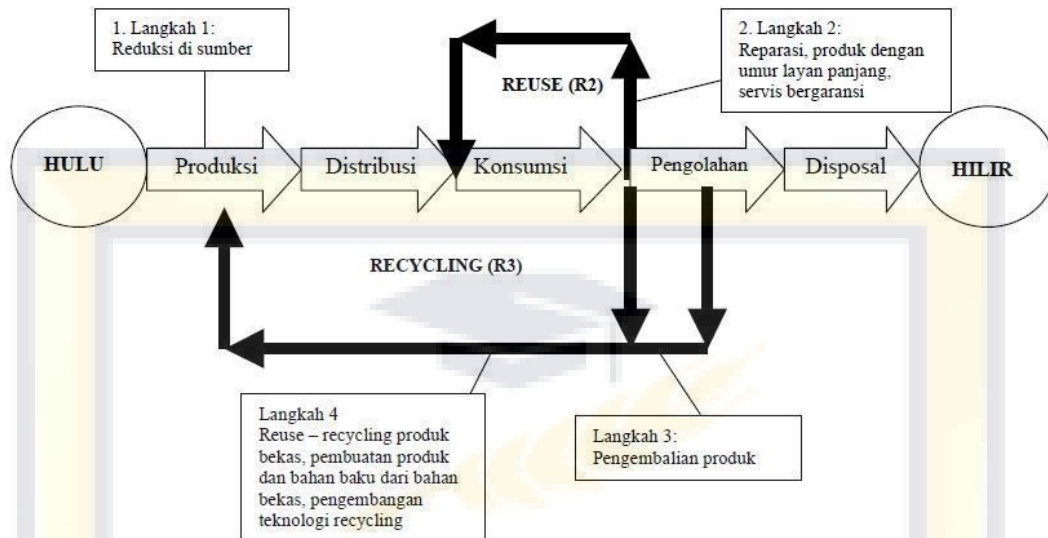 1. Langkah 1:
Reduksi di sumber
2. Langkah 2:
Reparasi, produk dengan
umur layan panjang,
servis bergaransi
REUSE (R2)
HULU
Produksi
Distribusi
Konsumsi
Pengolahan
Disposal
HILIR
RECYCLING (R3)
Langkah 4
Reuse – recycling produk
bekas, pembuatan produk
dan bahan baku dari bahan
bekas, pengembangan
teknologi recycling
Langkah 3:
Pengembalian produk